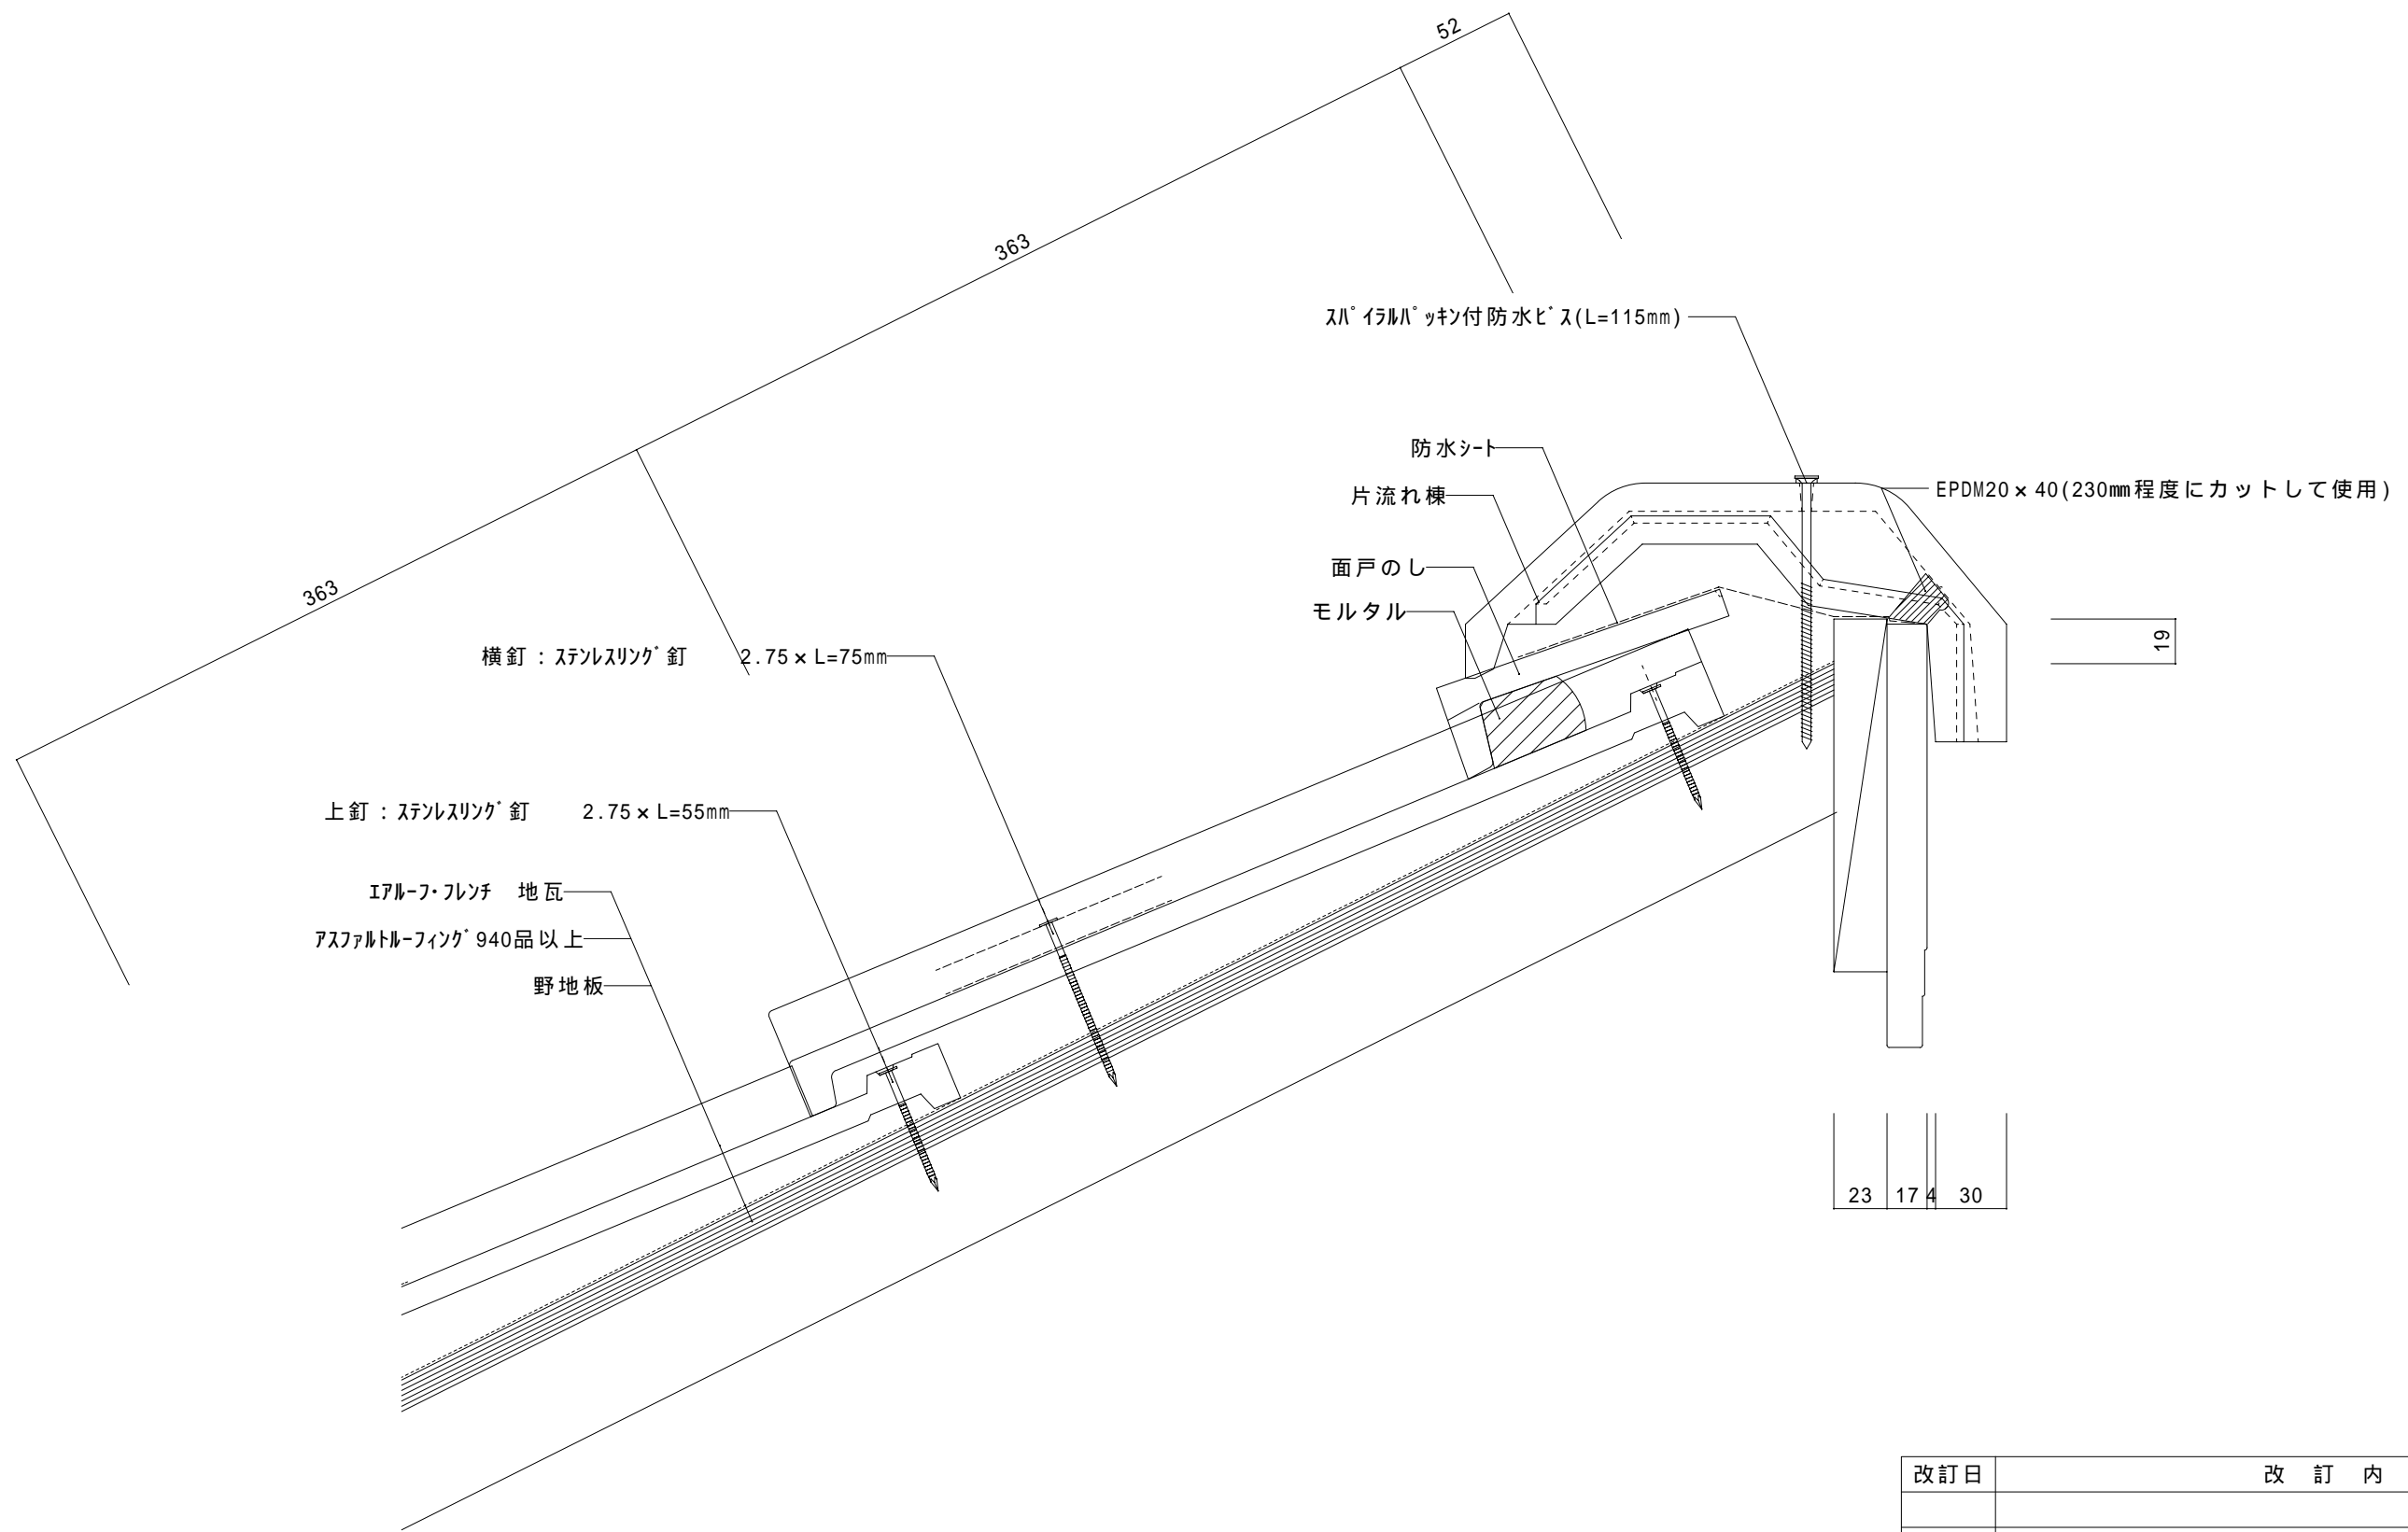 52
363
363
ｽﾊﾟｲﾗﾙﾊﾟｯｷﾝ付防水ﾋﾞｽ(L=115mm)
防水ｼｰﾄ
片流れ棟
EPDM20×40(230㎜程度にカットして使用)
面戸のし
モルタル
19
横釘：ｽﾃﾝﾚｽﾘﾝｸﾞ釘　　2.75×L=75mm
上釘：ｽﾃﾝﾚｽﾘﾝｸﾞ釘　　2.75×L=55mm
ｴｱﾙｰﾌ･ﾌﾚﾝﾁ　地瓦
ｱｽﾌｧﾙﾄﾙｰﾌｨﾝｸﾞ940品以上
野地板
23 17 4 30
改訂日 改　訂　内